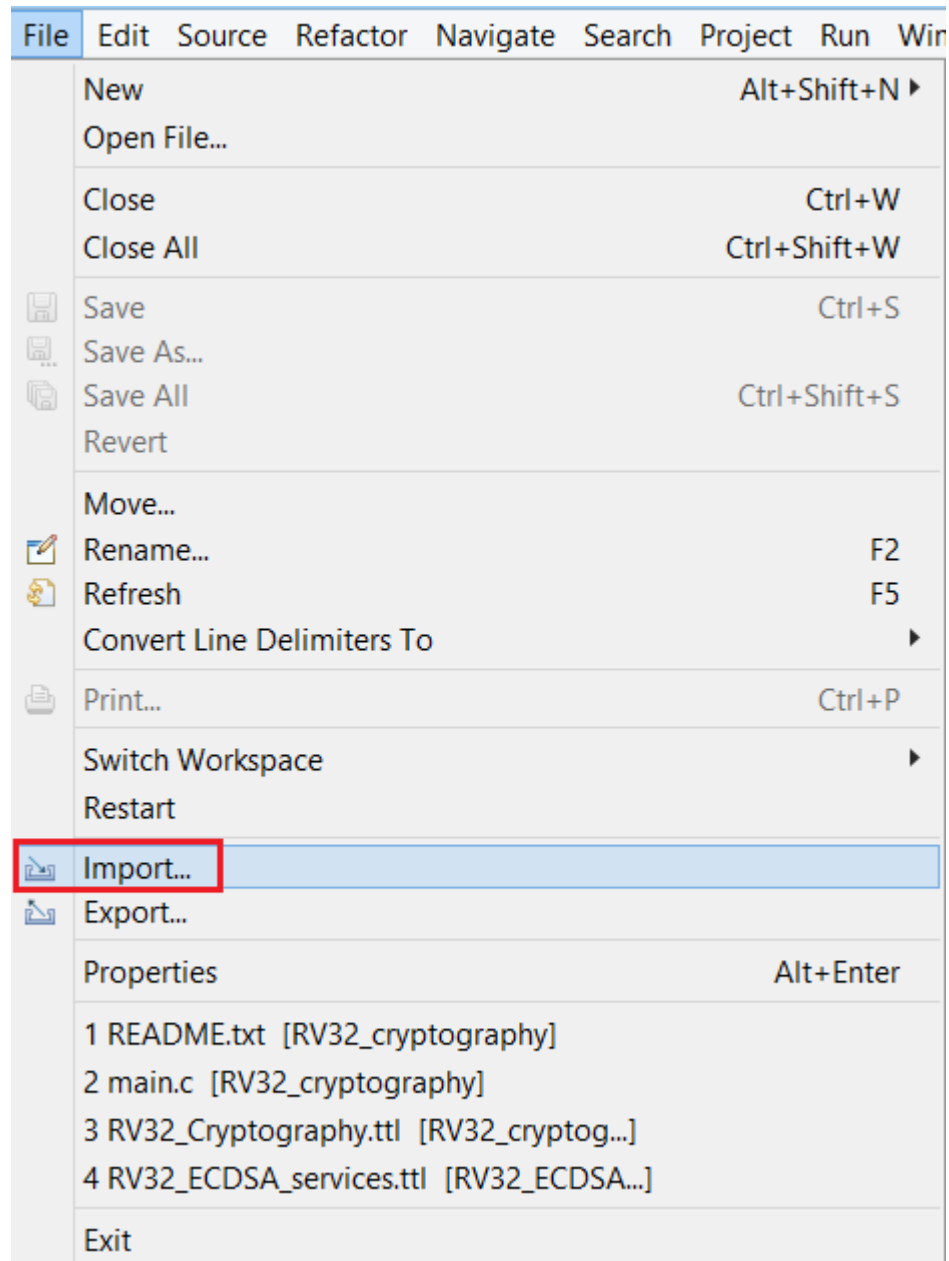 File Edit Source Refactor Navigate Search Project Run
New Alt+Shift+N
Open File...
Close Ctrl+W
Close All Ctrl+Shift+W
Save Ctrl+S
Save As...
Save All Ctrl+Shift+S
Revert
Move...
Rename... F2
Refresh F5
Convert Line Delimiters To
Print... Ctrl+P
Switch Workspace
Restart
Import...
Export...
Properties Alt+Enter
1 README.txt [RV32_cryptography]
2 main.c [RV32_cryptography]
3 RV32_Cryptography.ttl [RV32_cryptog...]
4 RV32_ECDSA_services.ttl [RV32_ECDSA...]
Exit